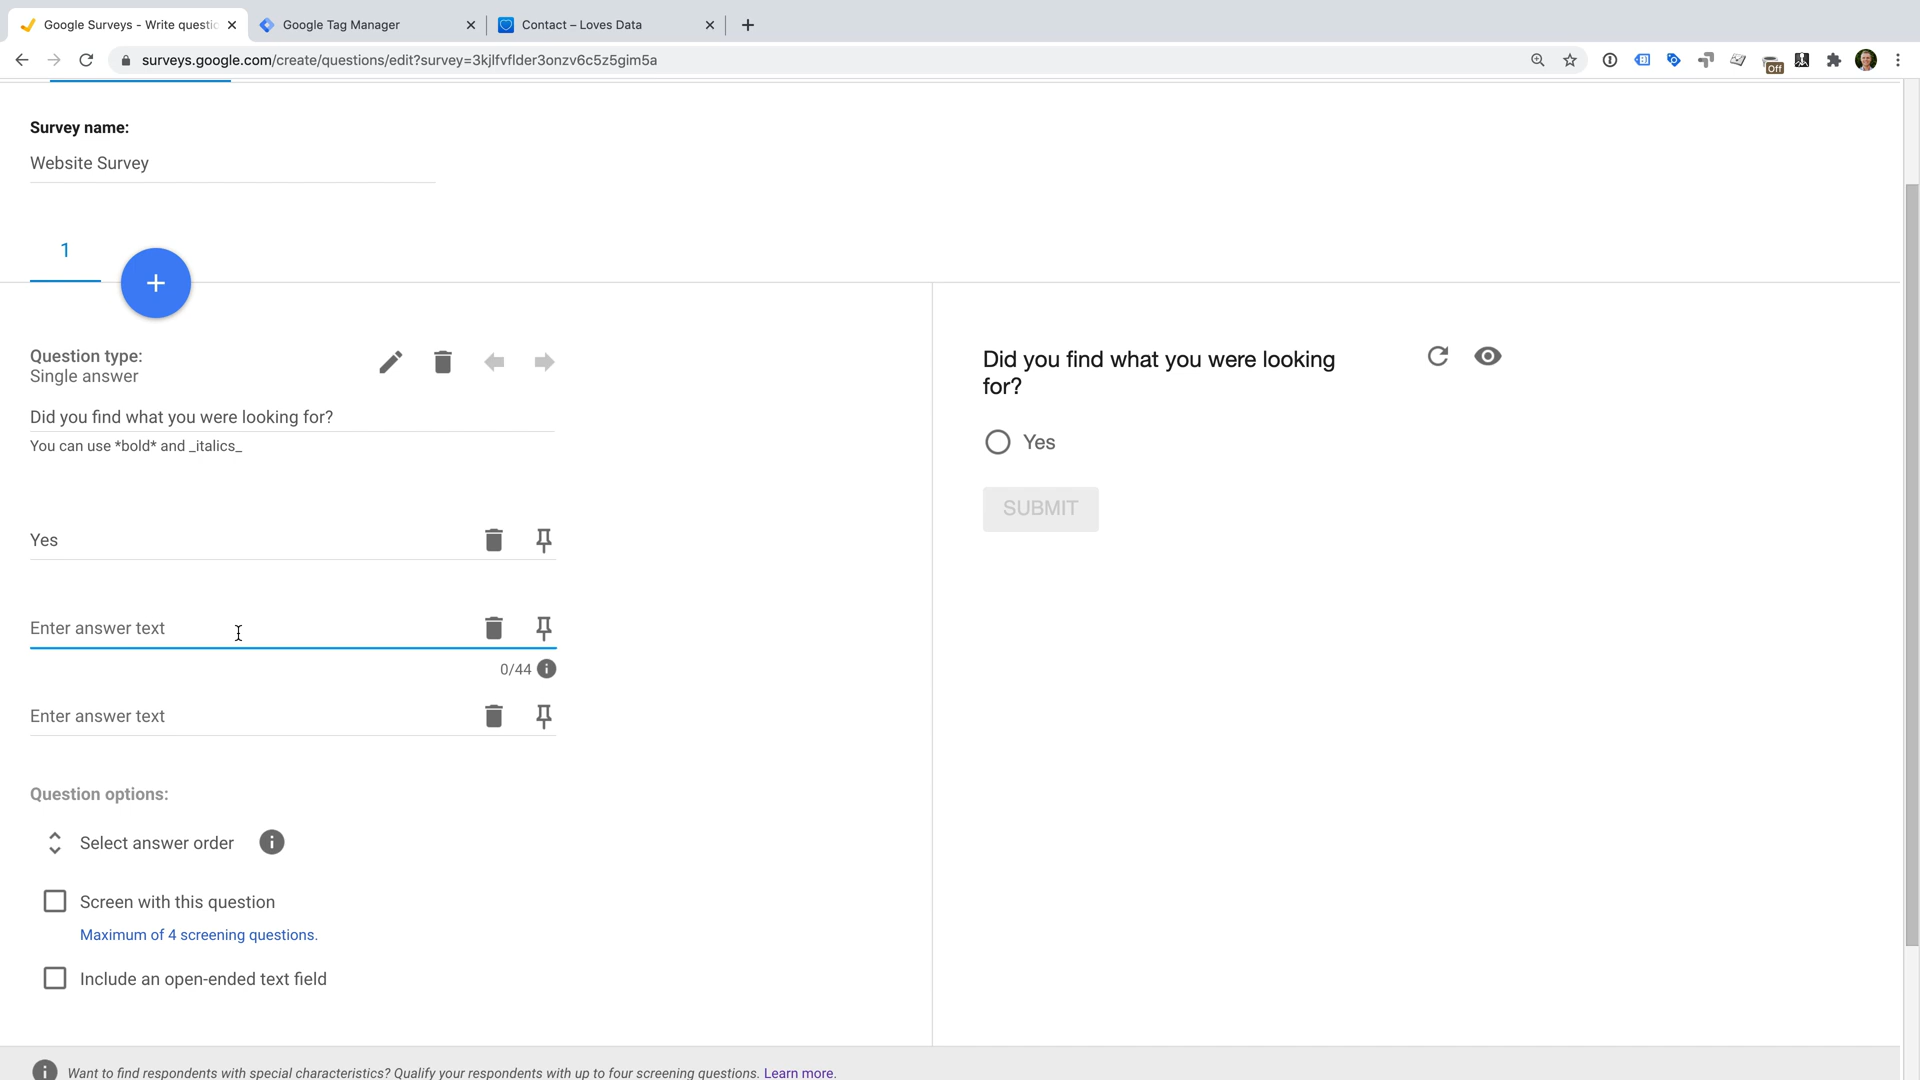 Google Surveys - Write questio
Google Tag Manager
Contact – Loves Data
surveys.google.com/create/questions/edit?survey=3kjlfvflder3onzv6c5z5gim5a
Off
Survey name:
Website Survey
1
Question type:
Single answer
Did you find what you were looking for?
You can use *bold* and _italics_
Yes
Enter answer text
0/44
Enter answer text
Question options:
Select answer order
Screen with this question
Maximum of 4 screening questions.
Include an open-ended text field
Did you find what you were looking
for?
Yes
SUBMIT
Want to find respondents with special characteristics? Qualify your respondents with up to four screening questions. Learn more.